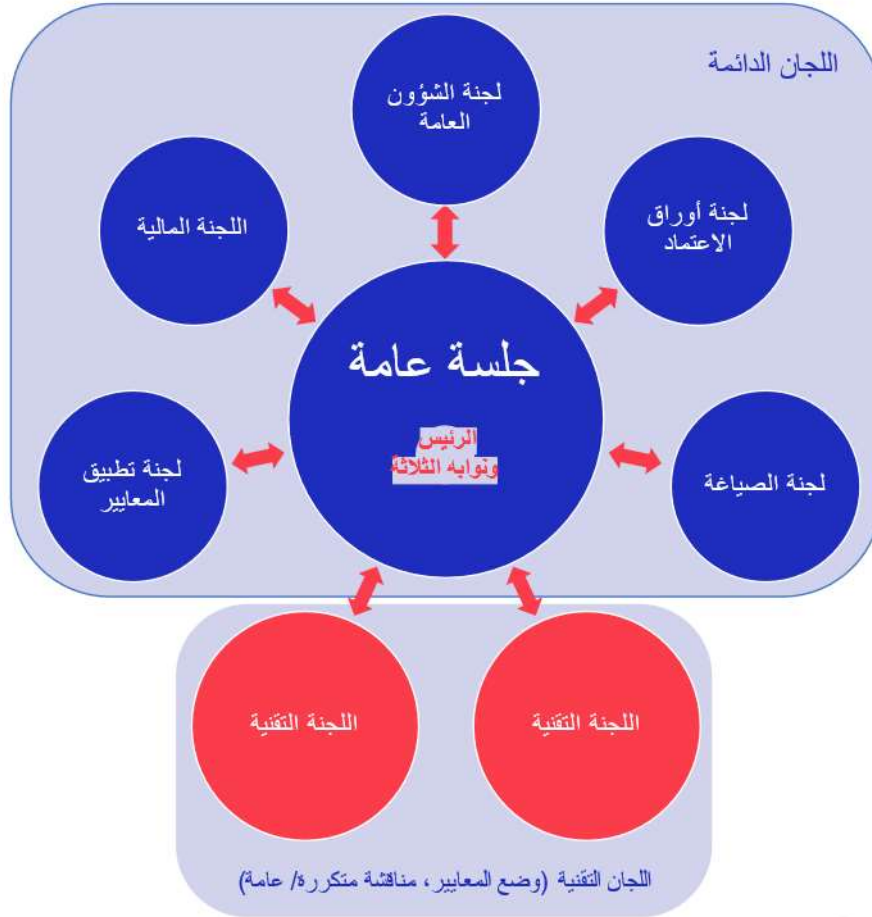 اللجان الدائمة
لجنة الشؤون
العامة
لجنة أوراق
الاعتماد
اللجنة المالية
جلسة عامة
الرئيس
ونوابه الثلاثة
لجنة الصياغة
لجنة تطبيق
المعايير
اللجنة التقنية
اللجنة التقنية
اللجان التقنية (وضع المعايير، مناقشة متكررة/ عامة)